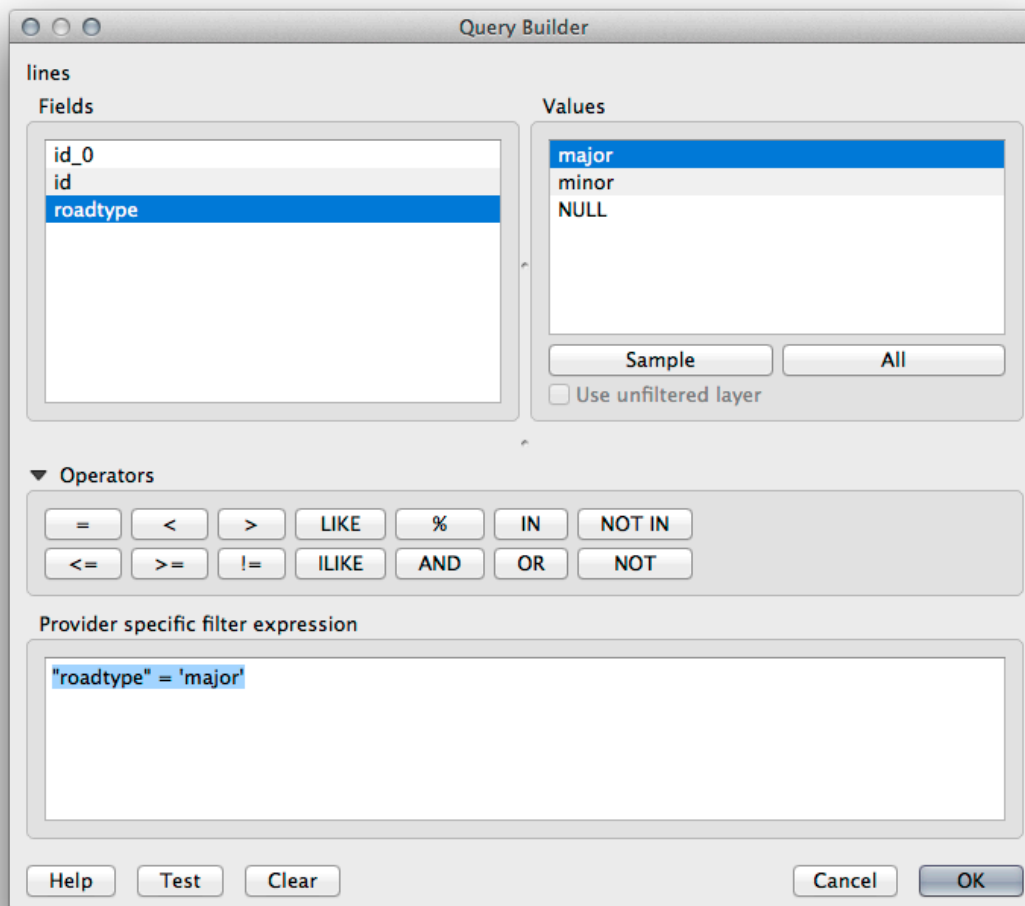 Query Builder
lines
Fields
id_0
id
roadtype
Values
major
minor
NULL
Sample All
Use unfiltered layer
Operators
= < > LIKE % IN NOT IN
<= >= != ILIKE AND OR NOT
Provider specific filter expression
"roadtype" = 'major'
Help Test Clear Cancel OK